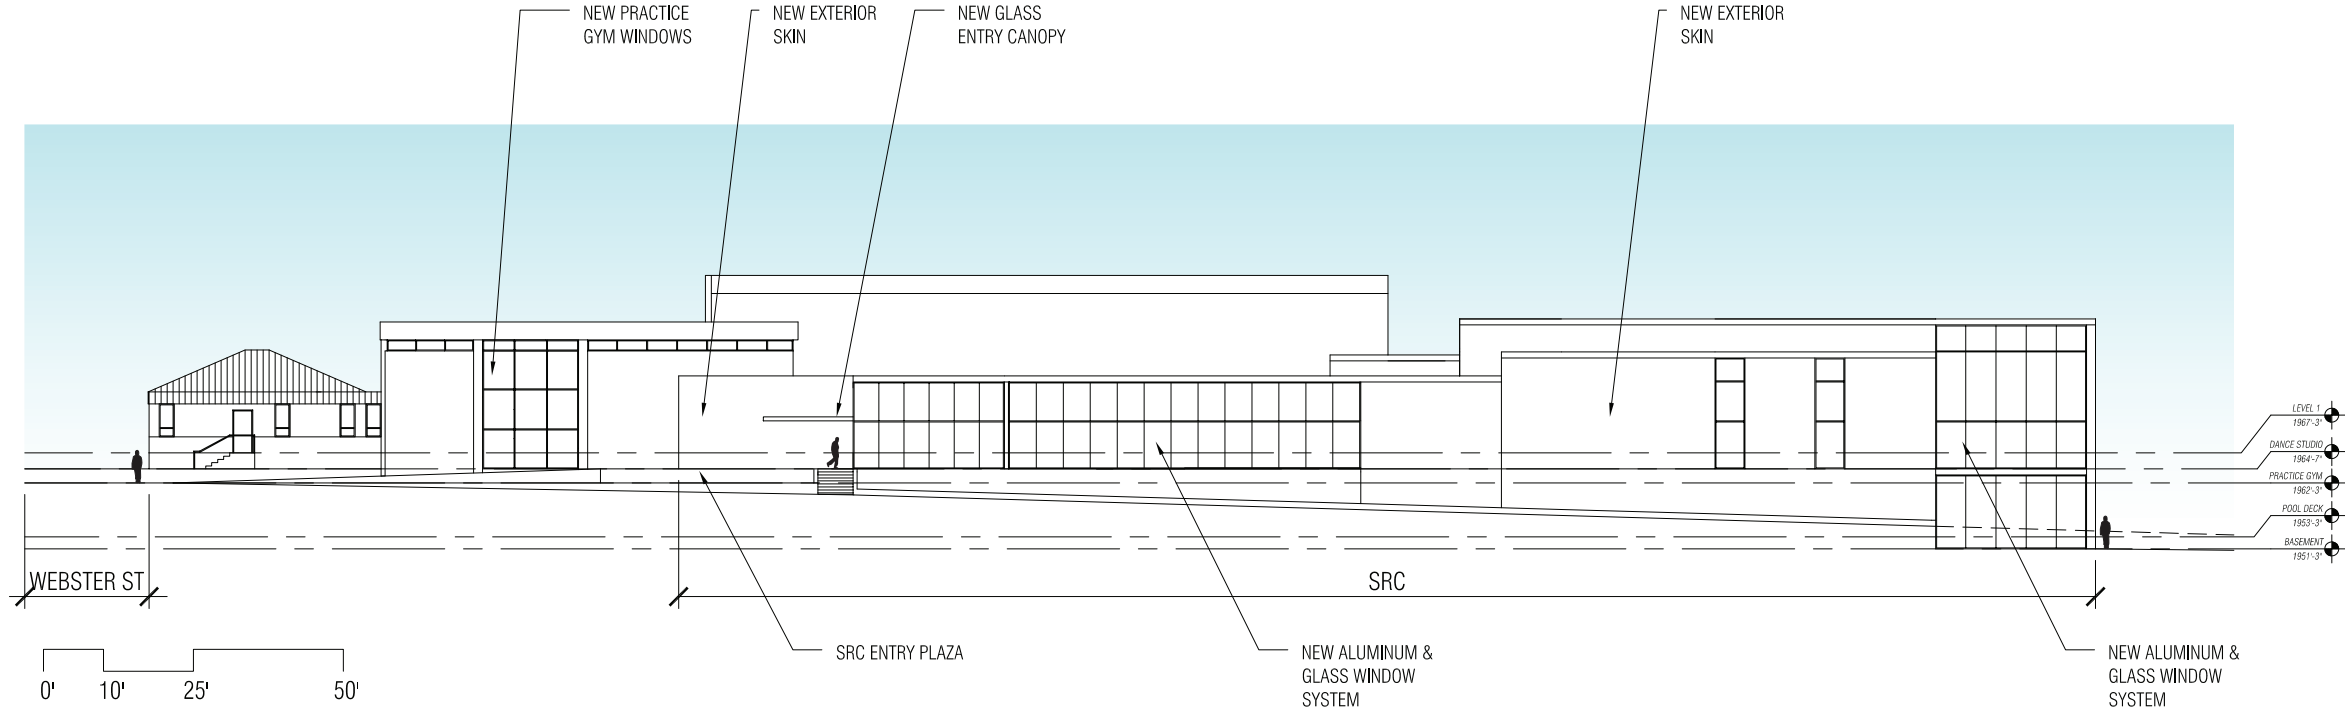 NEW PRACTICE
GYM WINDOWS
NEW EXTERIOR
SKIN
NEW GLASS
ENTRY CANOPY
NEW EXTERIOR
SKIN
LEVEL 1
1967'-3"
DANCE STUDIO
1964'-7"
PRACTICE GYM
1962'-3"
POOL DECK
1953'-3"
BASEMENT
1951'-3"
WEBSTER ST
SRC
SRC ENTRY PLAZA
NEW ALUMINUM &
GLASS WINDOW
SYSTEM
NEW ALUMINUM &
GLASS WINDOW
SYSTEM
0' 10' 25' 50'